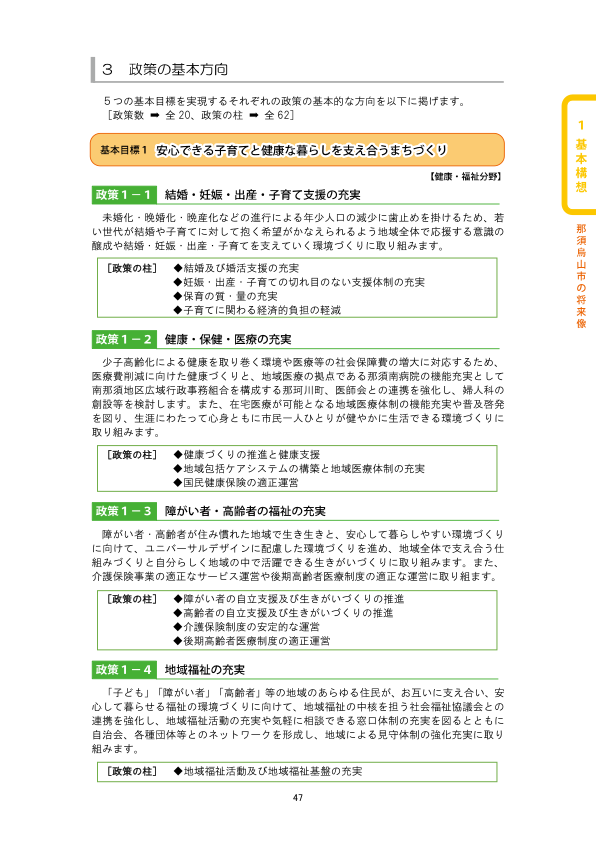 3　政策の基本方向
５つの基本目標を実現するそれぞれの政策の基本的な方向を以下に掲げます。
［政策数 ➡ 全 20、政策の柱 ➡ 全 62］
基本目標１ 安心できる子育てと健康な暮らしを支え合うまちづくり
【健康・福祉分野】
政策１－１ 結婚・妊娠・出産・子育て支援の充実
未婚化・晩婚化・晩産化などの進行による年少人口の減少に歯止めを掛けるため、若
い世代が結婚や子育てに対して抱く希望がかなえられるよう地域全体で応援する意識の
醸成や結婚・妊娠・出産・子育てを支えていく環境づくりに取り組みます。
［政策の柱］ ◆結婚及び婚活支援の充実
◆妊娠・出産・子育ての切れ目のない支援体制の充実
◆保育の質・量の充実
◆子育てに関わる経済的負担の軽減
政策１－２ 健康・保健・医療の充実
少子高齢化による健康を取り巻く環境や医療等の社会保障費の増大に対応するため、
医療費削減に向けた健康づくりと、地域医療の拠点である那須南病院の機能充実として
南那須地区広域行政事務組合を構成する那珂川町、医師会との連携を強化し、婦人科の
創設等を検討します。また、在宅医療が可能となる地域医療体制の機能充実や普及啓発
を図り、生涯にわたって心身ともに市民一人ひとりが健やかに生活できる環境づくりに
取り組みます。
［政策の柱］ ◆健康づくりの推進と健康支援
◆地域包括ケアシステムの構築と地域医療体制の充実
◆国民健康保険の適正運営
政策１－３ 障がい者・高齢者の福祉の充実
障がい者・高齢者が住み慣れた地域で生き生きと、安心して暮らしやすい環境づくり
に向けて、ユニバーサルデザインに配慮した環境づくりを進め、地域全体で支え合う仕
組みづくりと自分らしく地域の中で活躍できる生きがいづくりに取り組みます。また、
介護保険事業の適正なサービス運営や後期高齢者医療制度の適正な運営に取り組みます。
［政策の柱］ ◆障がい者の自立支援及び生きがいづくりの推進
◆高齢者の自立支援及び生きがいづくりの推進
◆介護保険制度の安定的な運営
◆後期高齢者医療制度の適正運営
政策１－４ 地域福祉の充実
「子ども」「障がい者」「高齢者」等の地域のあらゆる住民が、お互いに支え合い、安
心して暮らせる福祉の環境づくりに向けて、地域福祉の中核を担う社会福祉協議会との
連携を強化し、地域福祉活動の充実や気軽に相談できる窓口体制の充実を図るとともに
自治会、各種団体等とのネットワークを形成し、地域による見守体制の強化充実に取り
組みます。
［政策の柱］ ◆地域福祉活動及び地域福祉基盤の充実
47
1 基本構想
那須烏山市の将来像